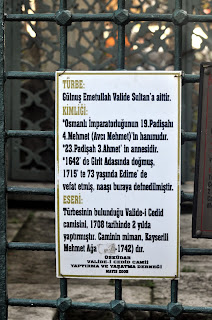 TÜRBE:
Gülnuş Emetullah Valide Sultan'a aittir.
KİMLİĞİ:
*Osmanlı İmparatorluğunun 19.Padişahı
4.Mehmet (Avcı Mehmet)'in hanımıdır.
*23.Padişah 3.Ahmet' in annesidir.
*1642' de Girit Adasında doğmuş,
1715' te 73 yaşında Edirne' de
vefat etmiş, naaşı buraya defnedilmiştir.
ESERİ:
Türbesinin bulunduğu Valide-i Cedid
camisini, 1708 tarihinde 2 yılda
yaptırmıştır. Caminin mimarı, Kayserili
Mehmet Ağa ( -1742) dır.
ÜSKÜDAR
VALİDE-İ CEDİD CAMİİ
YAPTIRMA VE YAŞATMA DERNEĞİ